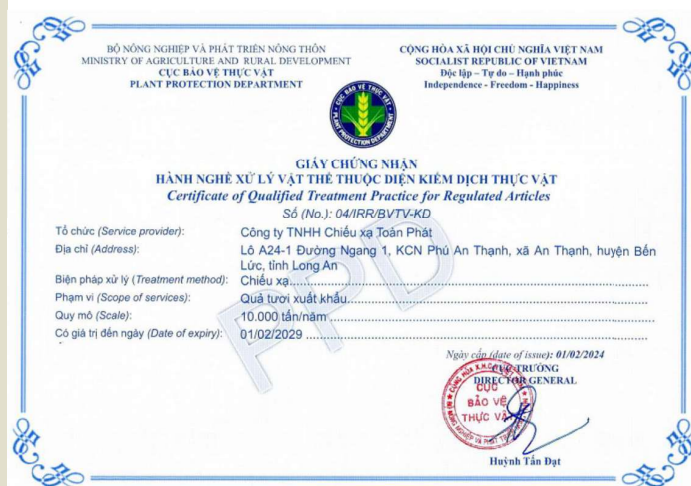 BỘ NÔNG NGHIỆP VÀ PHÁT TRIỂN NÔNG THÔN
MINISTRY OF AGRICULTURE AND RURAL DEVELOPMENT
CỤC BẢO VỆ THỰC VẬT
PLANT PROTECTION DEPARTMENT
CỘNG HÒA XÃ HỘI CHỦ NGHĨA VIỆT NAM
SOCIALIST REPUBLIC OF VIETNAM
Độc lập – Tự do – Hạnh phúc
Independence - Freedom - Happiness
CỤC BẢO VỆ THỰC VẬT
PLANT PROTECTION DEPARTMENT
GIẤY CHỨNG NHẬN
HÀNH NGHỀ XỬ LÝ VẬT THỂ THUỘC DIỆN KIỂM DỊCH THỰC VẬT
Certificate of Qualified Treatment Practice for Regulated Articles
Số (No.): 04/IRR/BVTV-KD
Tổ chức (Service provider): Công ty TNHH Chiếu xạ Toàn Phát
Địa chỉ (Address): Lô A24-1 Đường Ngang 1, KCN Phú An Thạnh, xã An Thạnh, huyện Bến
Lức, tỉnh Long An
Biện pháp xử lý (Treatment method): Chiếu xạ
Phạm vi (Scope of services): Quả tươi xuất khẩu
Quy mô (Scale): 10.000 tấn/năm
Có giá trị đến ngày (Date of expiry): 01/02/2029
PPD
Ngày cấp (date of issue): 01/02/2024
CỤC TRƯỞNG
DIRECTOR GENERAL
CỤC
BẢO VỆ
THỰC VẬT
Huỳnh Tấn Đạt